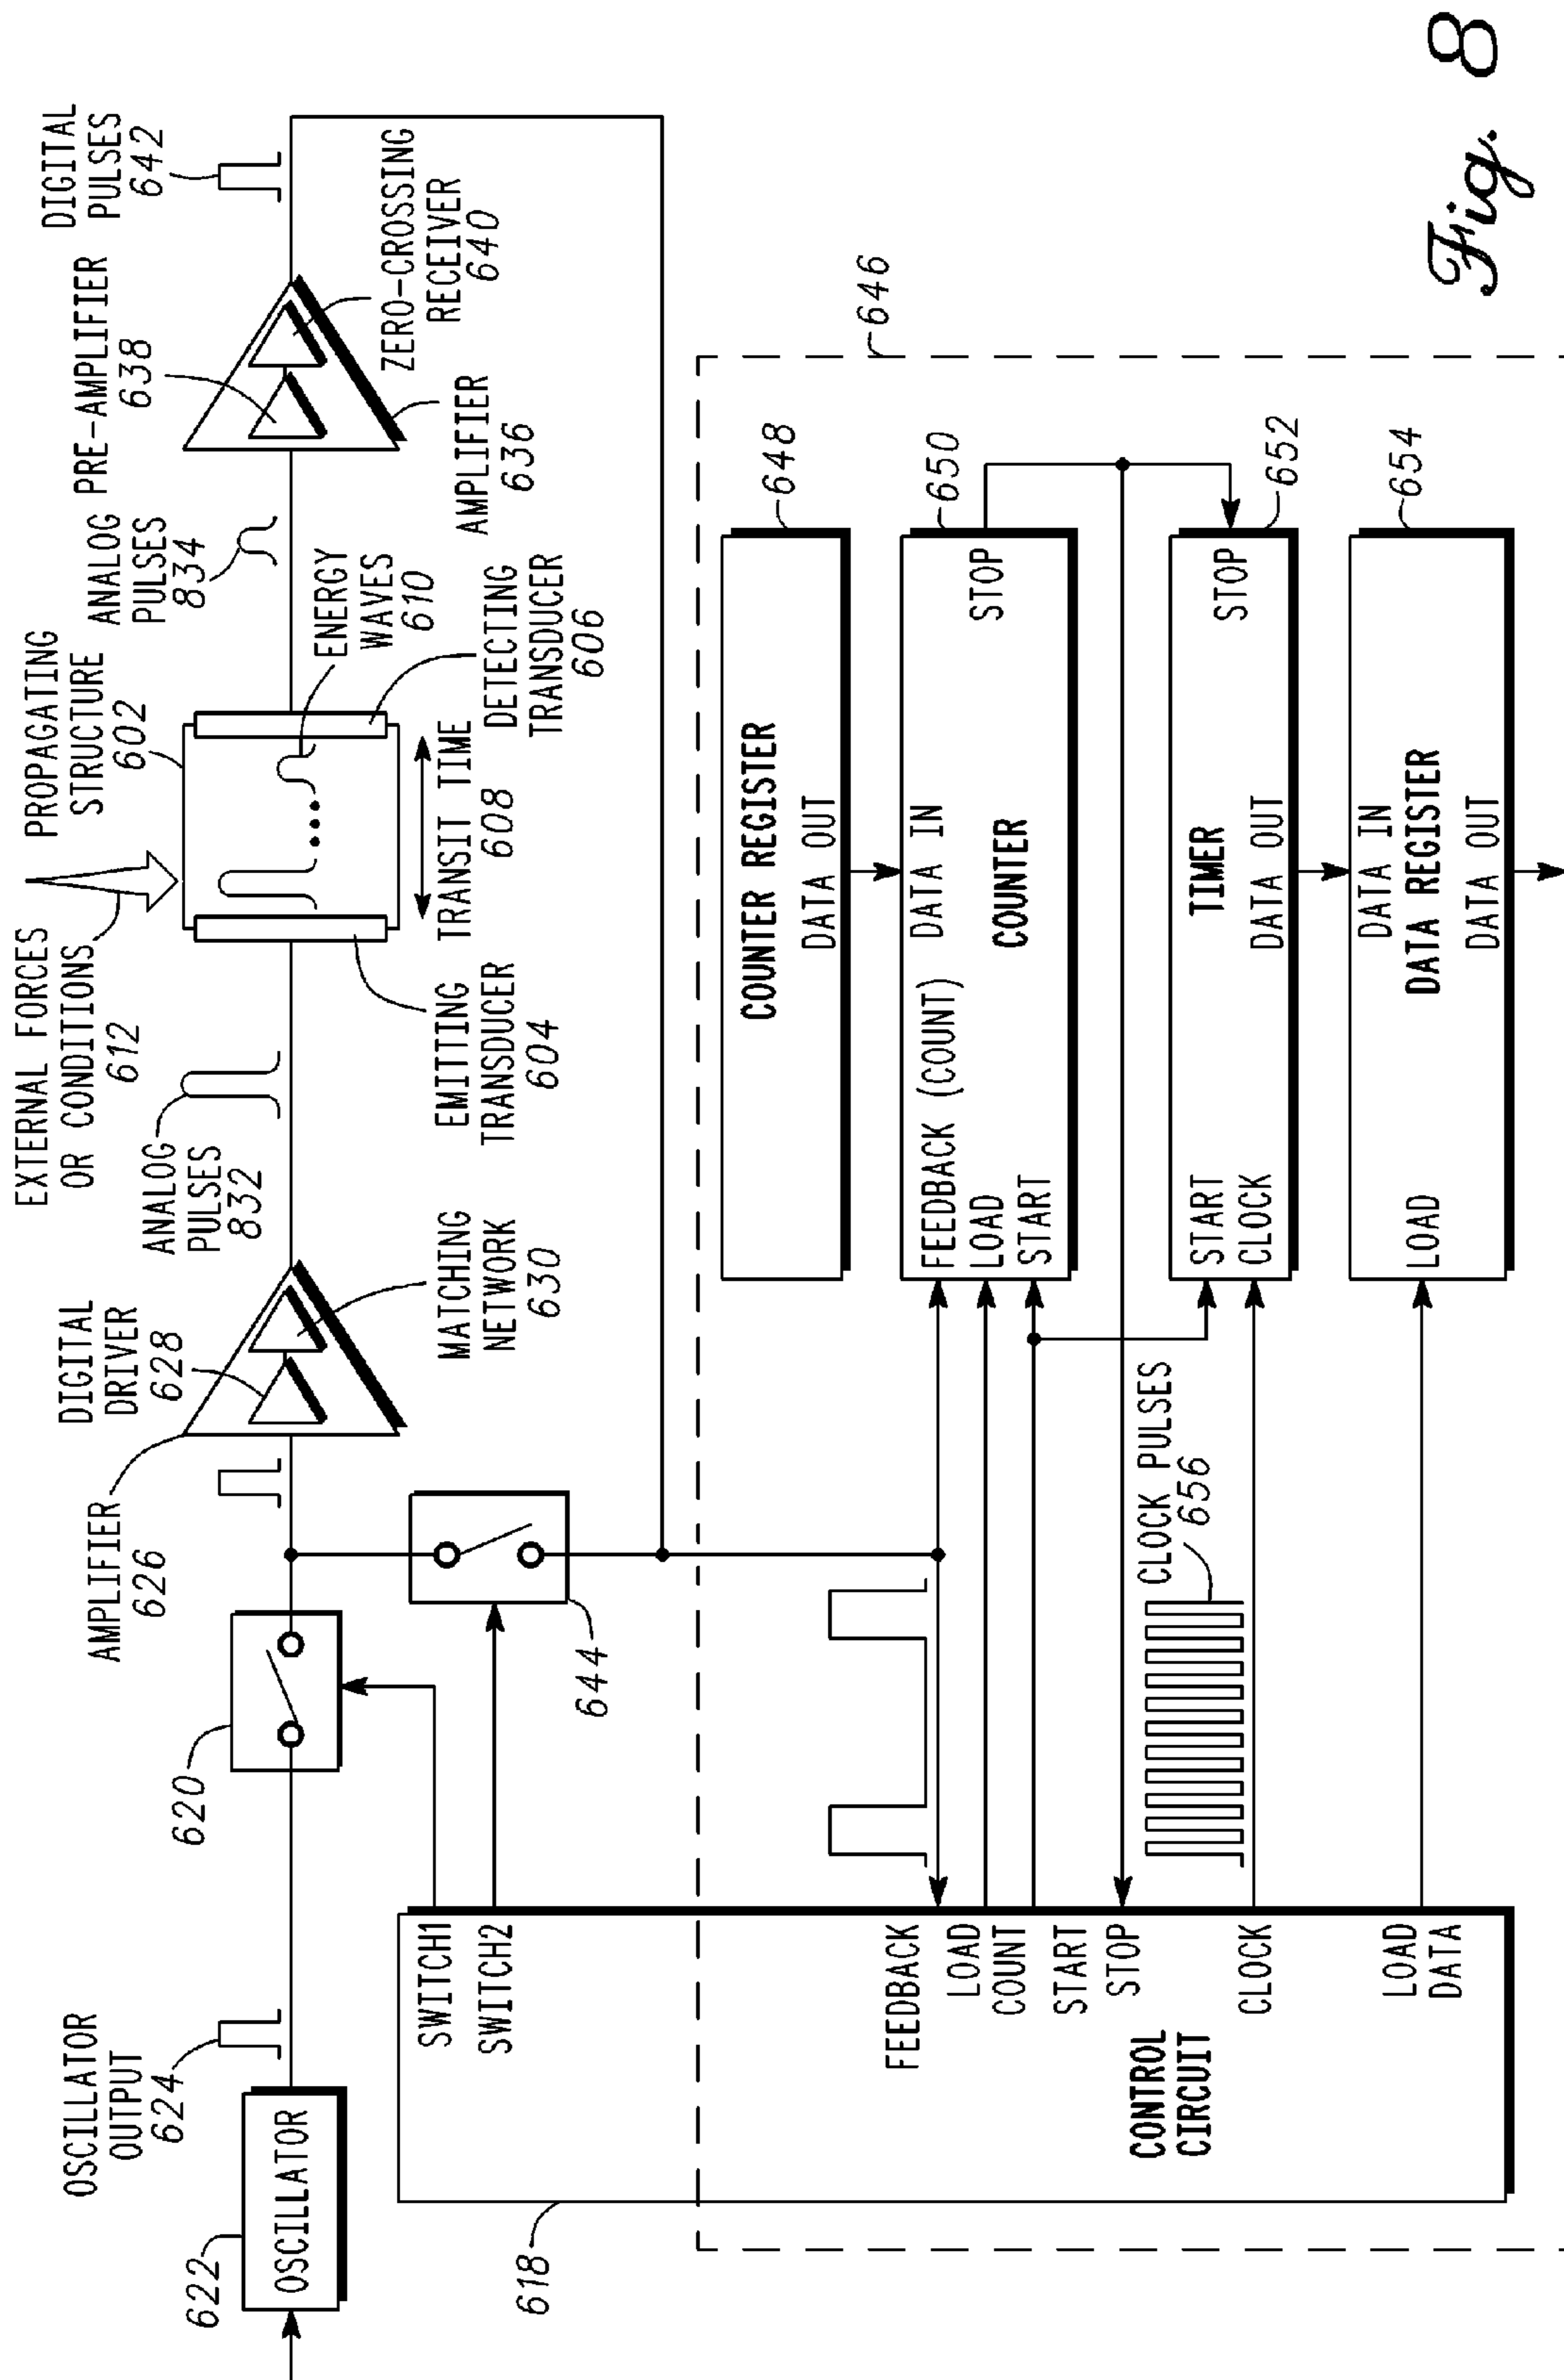 EXTERNAL FORCES
OR CONDITIONS
612
PROPAGATING
STRUCTURE
602
OSCILLATOR
OUTPUT
624
622
OSCILLATOR
620
AMPLIFIER
626
DIGITAL
DRIVER
628
MATCHING
NETWORK
630
ANALOG
PULSES
832
EMITTING
TRANSDUCER
604
TRANSIT TIME
608
DETECTING
TRANSDUCER
606
ENERGY
WAVES
610
ANALOG
PULSES
834
PRE-AMPLIFIER
638
AMPLIFIER
636
ZERO-CROSSING
RECEIVER
640
DIGITAL
PULSES
642
644
646
618
SWITCH1
SWITCH2
FEEDBACK
LOAD
COUNT
START
STOP
CLOCK
LOAD
DATA
CONTROL
CIRCUIT
CLOCK PULSES
656
COUNTER REGISTER
DATA OUT
648
FEEDBACK (COUNT)
DATA IN
LOAD
START
COUNTER
STOP
650
START
CLOCK
TIMER
DATA OUT
STOP
652
LOAD
DATA IN
DATA REGISTER
DATA OUT
654
Fig. 8